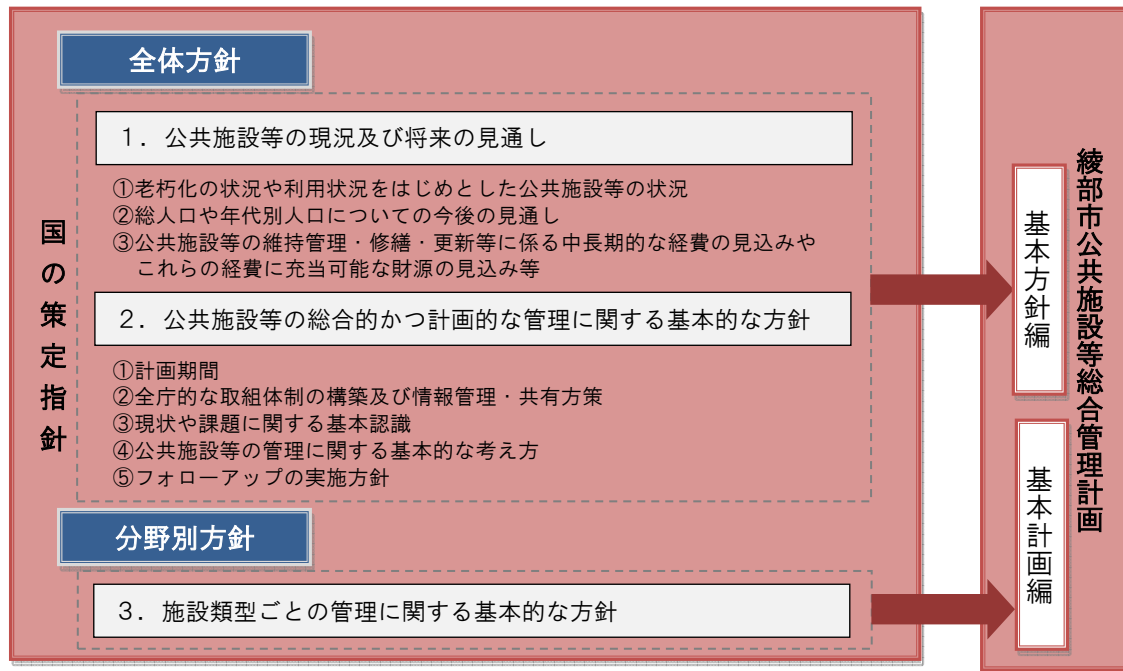 国の策定指針
全体方針
１．公共施設等の現況及び将来の見通し
①老朽化の状況や利用状況をはじめとした公共施設等の状況
②総人口や年代別人口についての今後の見通し
③公共施設等の維持管理・修繕・更新等に係る中長期的な経費の見込みや
これらの経費に充当可能な財源の見込み等
２．公共施設等の総合的かつ計画的な管理に関する基本的な方針
①計画期間
②全庁的な取組体制の構築及び情報管理・共有方策
③現状や課題に関する基本認識
④公共施設等の管理に関する基本的な考え方
⑤フォローアップの実施方針
分野別方針
３．施設類型ごとの管理に関する基本的な方針
綾部市公共施設等総合管理計画
基本方針編
基本計画編